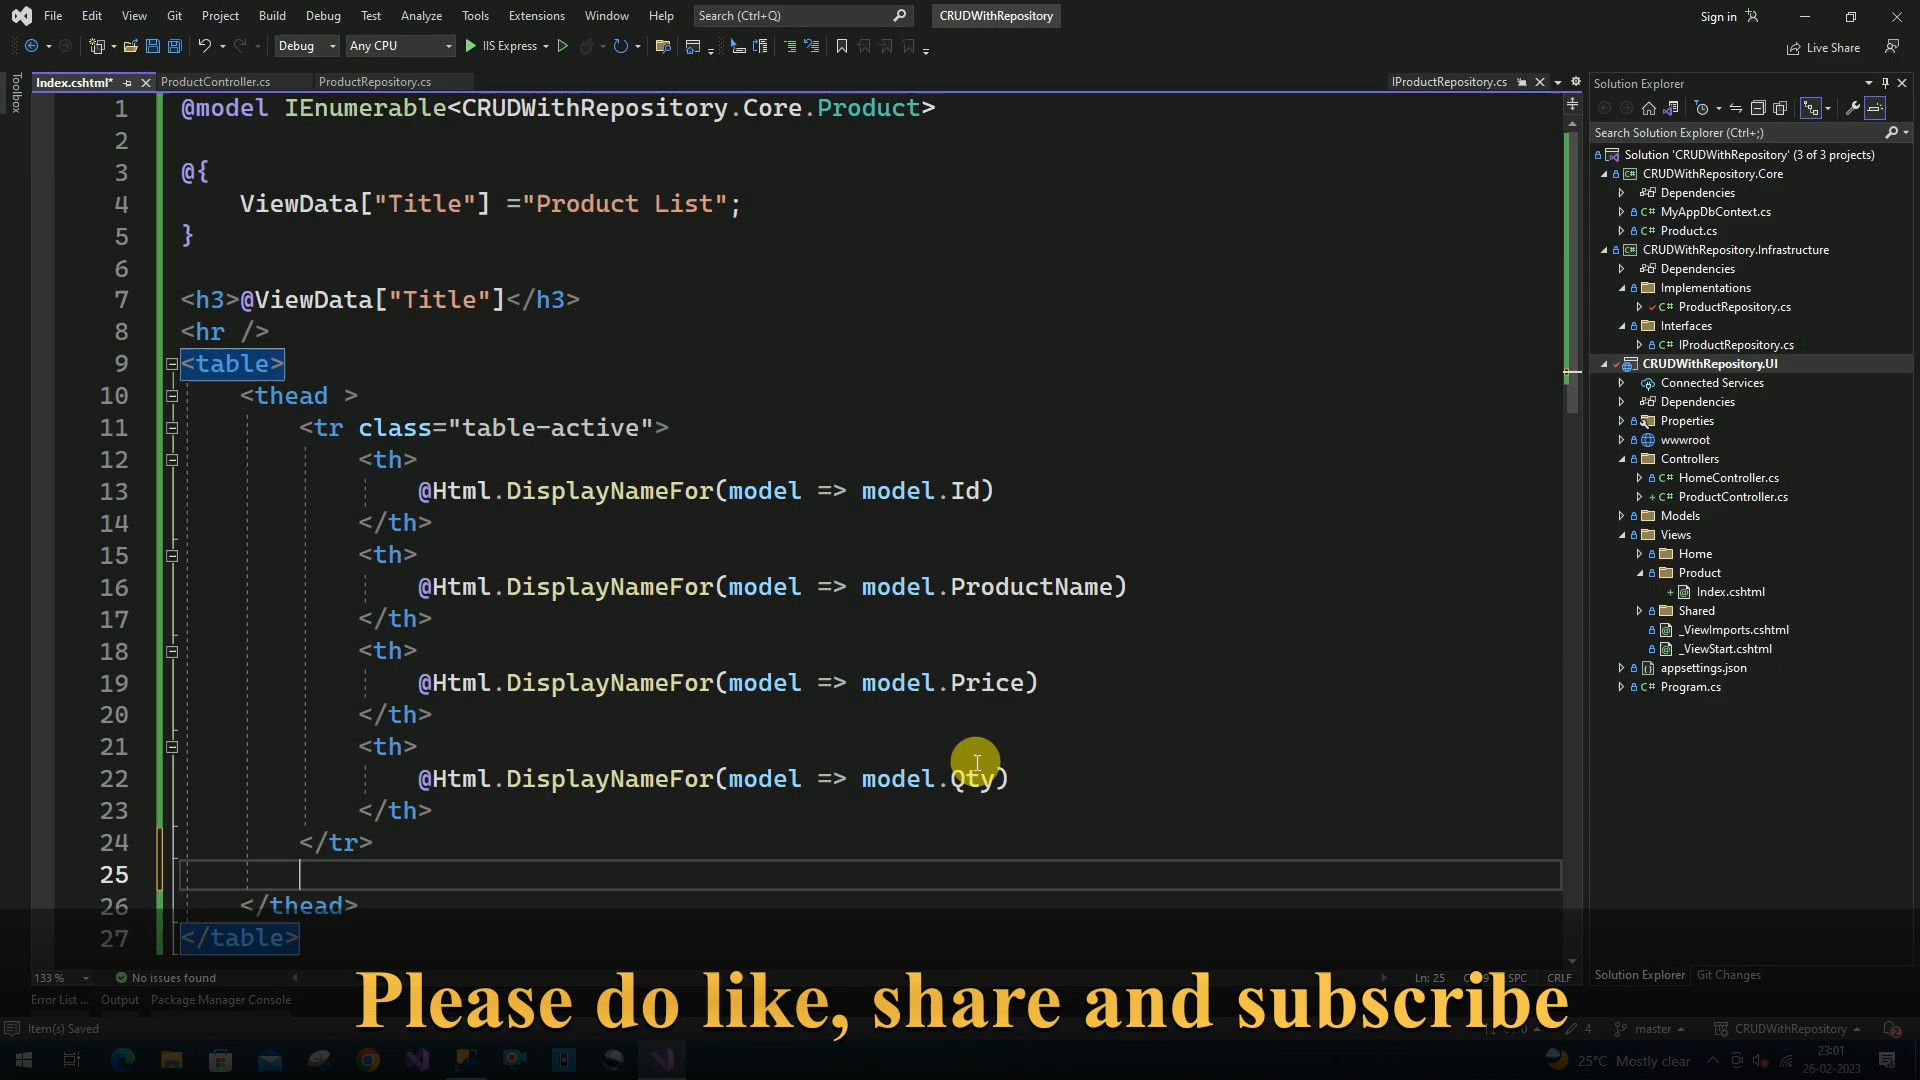 File Edit View Git Project Build Debug Test Analyze Tools Extensions Window Help Search (Ctrl+Q) CRUDWithRepository Sign in
Debug Any CPU IIS Express Live Share
Toolbox
Index.cshtml* ProductController.cs ProductRepository.cs IProductRepository.cs
1 @model IEnumerable<CRUDWithRepository.Core.Product>
2
3 @{
4 ViewData["Title"] ="Product List";
5 }
6
7 <h3>@ViewData["Title"]</h3>
8 <hr />
9 <table>
10 <thead >
11 <tr class="table-active">
12 <th>
13 @Html.DisplayNameFor(model => model.Id)
14 </th>
15 <th>
16 @Html.DisplayNameFor(model => model.ProductName)
17 </th>
18 <th>
19 @Html.DisplayNameFor(model => model.Price)
20 </th>
21 <th>
22 @Html.DisplayNameFor(model => model.Qty)
23 </th>
24 </tr>
25
26 </thead>
27 </table>
133 % No issues found Ln: 25 SPC CRLF
Error List ... Output Package Manager Console
Item(s) Saved 4 master CRUDWithRepository 2
Solution Explorer
Search Solution Explorer (Ctrl+;)
Solution 'CRUDWithRepository' (3 of 3 projects)
CRUDWithRepository.Core
Dependencies
C# MyAppDbContext.cs
C# Product.cs
CRUDWithRepository.Infrastructure
Dependencies
Implementations
C# ProductRepository.cs
Interfaces
C# IProductRepository.cs
CRUDWithRepository.UI
Connected Services
Dependencies
Properties
wwwroot
Controllers
C# HomeController.cs
C# ProductController.cs
Models
Views
Home
Product
Index.cshtml
Shared
_ViewImports.cshtml
_ViewStart.cshtml
appsettings.json
C# Program.cs
Solution Explorer Git Changes
Please do like, share and subscribe
25°C Mostly clear
23:01
26-02-2023